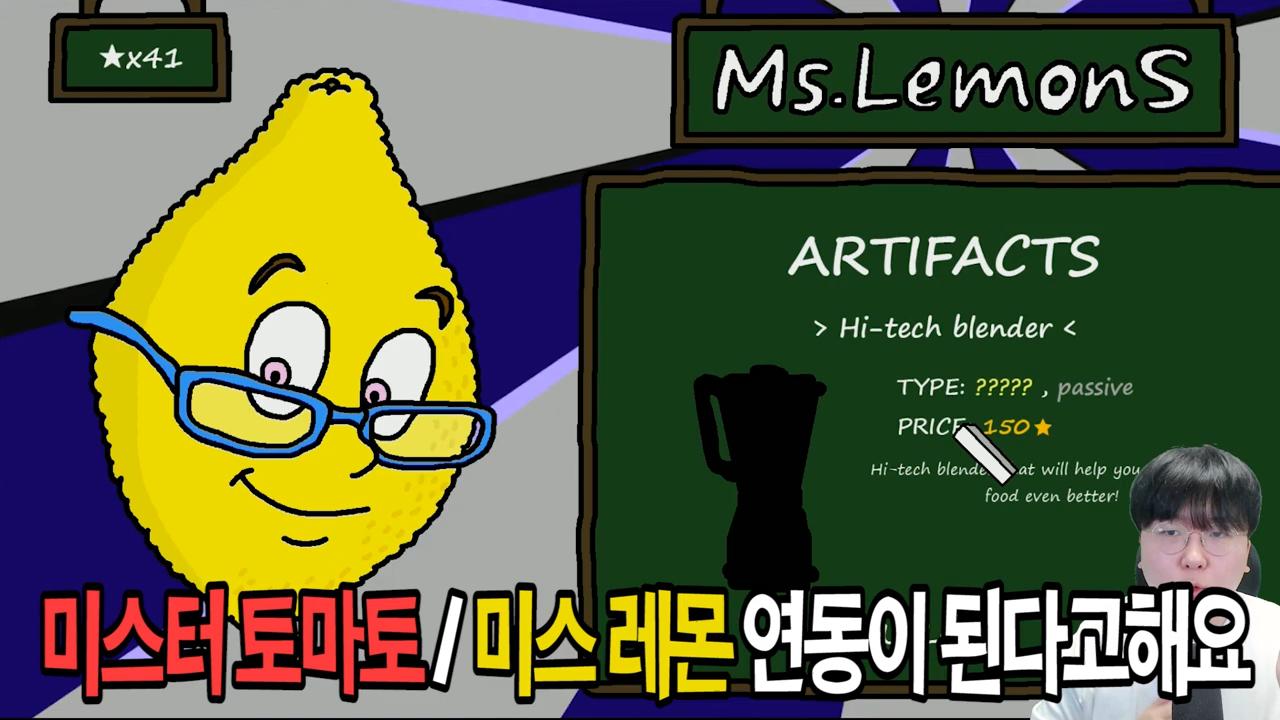 ★x41
Ms.LemonS
ARTIFACTS
> Hi-tech blender <
TYPE: ????? , passive
PRICE: 150★
Hi-tech at will help you
food even better!
미스터 토마토 / 미스 레몬 연동이 된다고해요